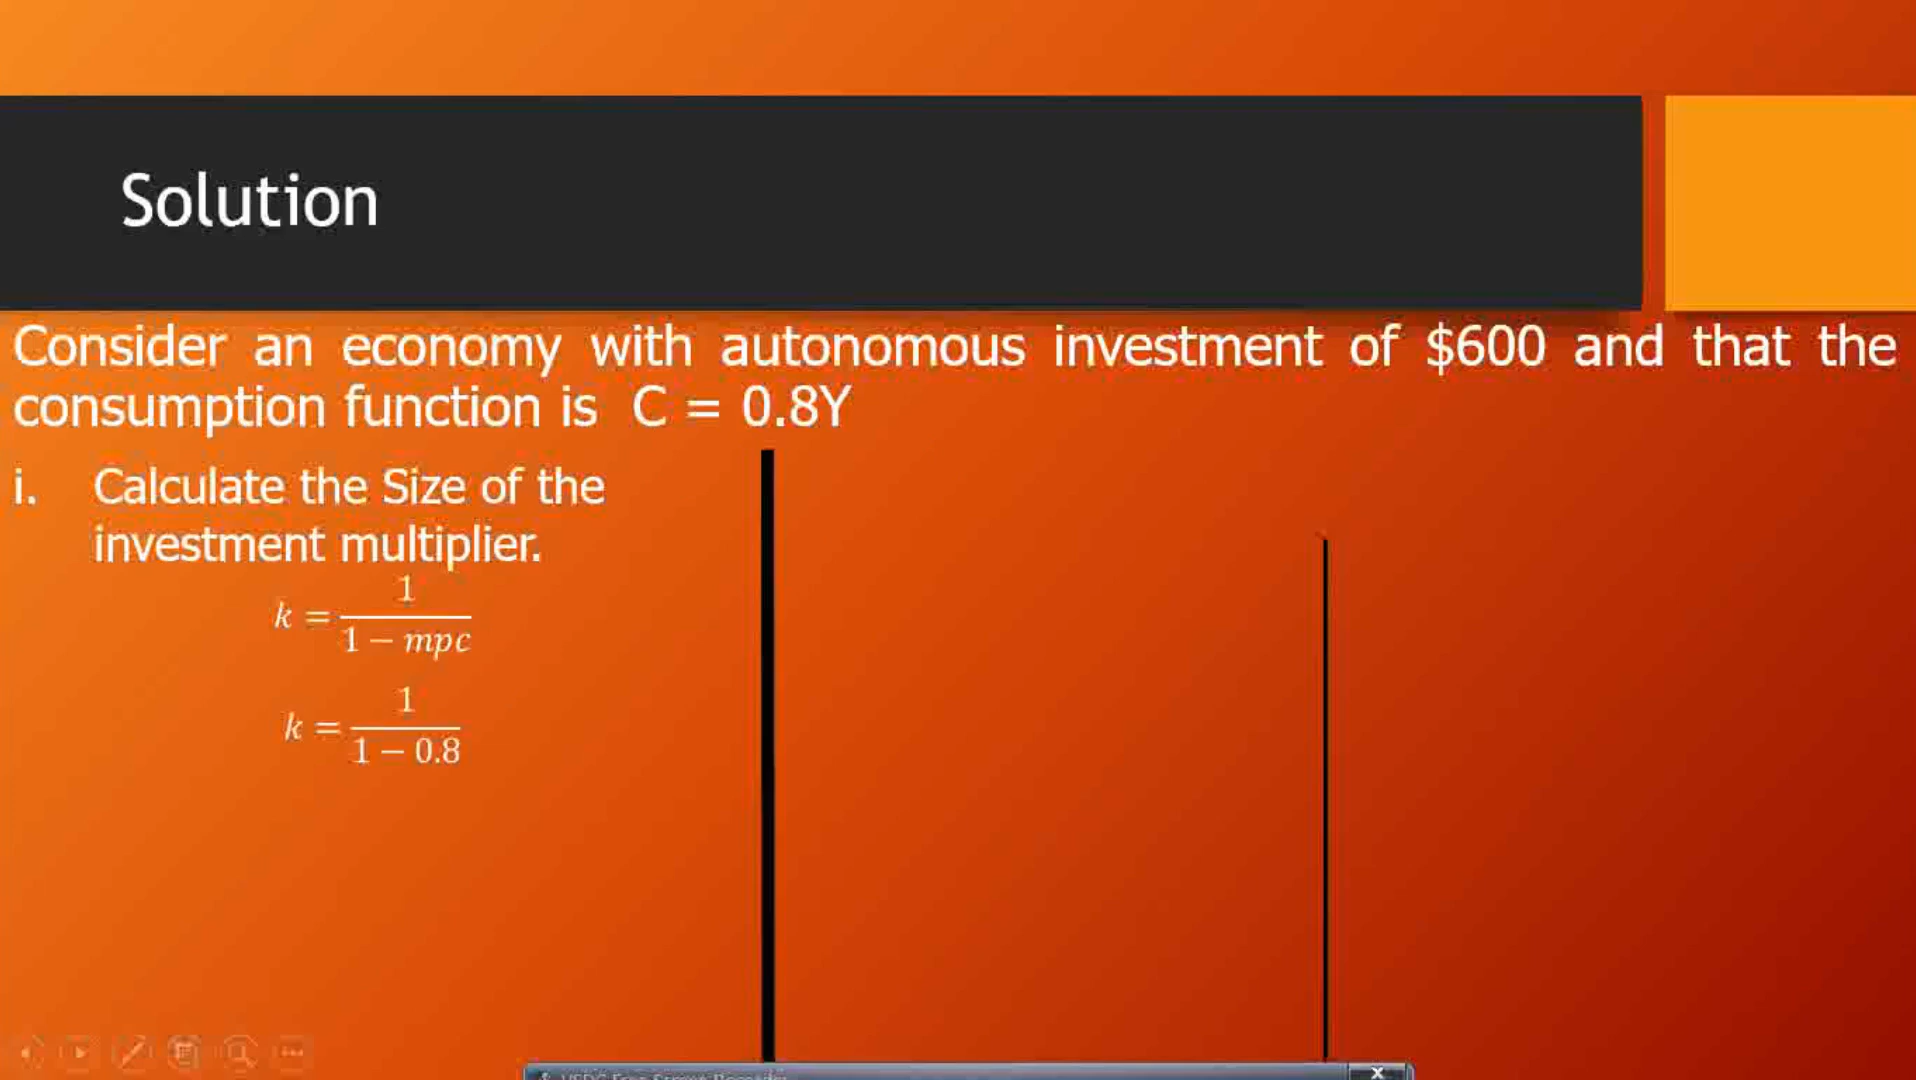 Solution
Consider an economy with autonomous investment of $600 and that the
consumption function is C = 0.8Y
i. Calculate the Size of the
investment multiplier.
k = 1 / (1 − mpc)
k = 1 / (1 − 0.8)